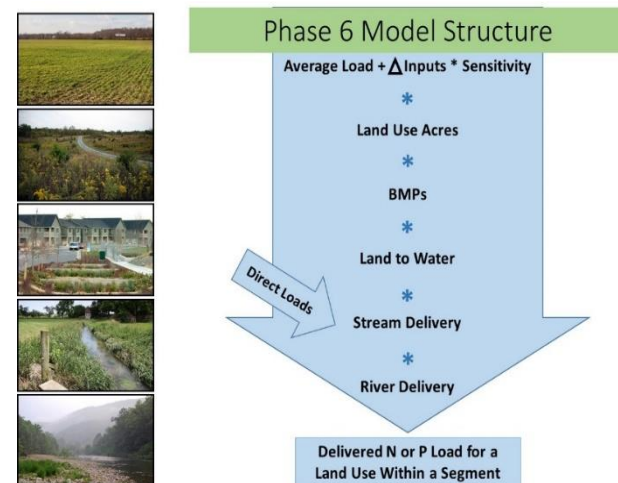 Phase 6 Model Structure
Average Load + Δ Inputs * Sensitivity
*
Land Use Acres
*
BMPs
*
Land to Water
*
Direct Loads
Stream Delivery
*
River Delivery
Delivered N or P Load for a
Land Use Within a Segment